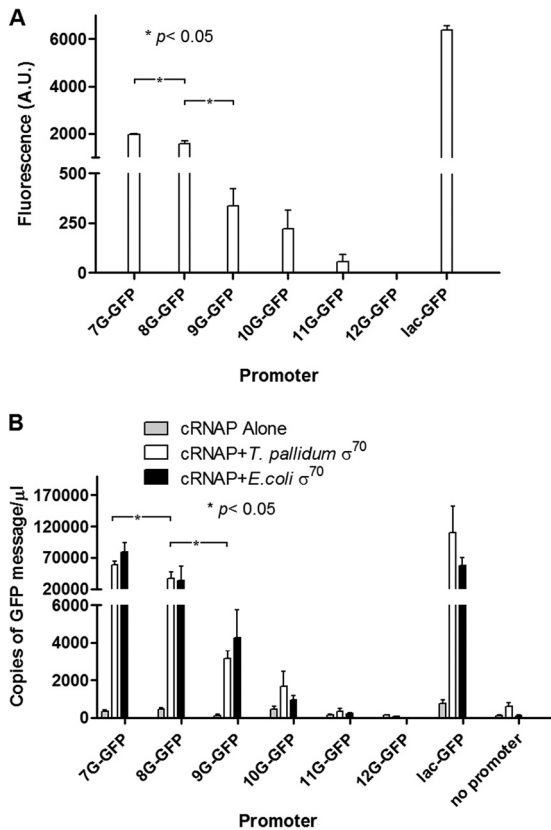 A
* p< 0.05
Fluorescence (A.U.)
6000
4000
2000
500
250
0
*
*
7G-GFP
8G-GFP
9G-GFP
10G-GFP
11G-GFP
12G-GFP
lac-GFP
Promoter
B
cRNAP Alone
cRNAP+T. pallidum σ70
cRNAP+E.coli σ70
* p< 0.05
Copies of GFP message/µl
170000
120000
70000
20000
6000
4000
2000
0
*
*
7G-GFP
8G-GFP
9G-GFP
10G-GFP
11G-GFP
12G-GFP
lac-GFP
no promoter
Promoter